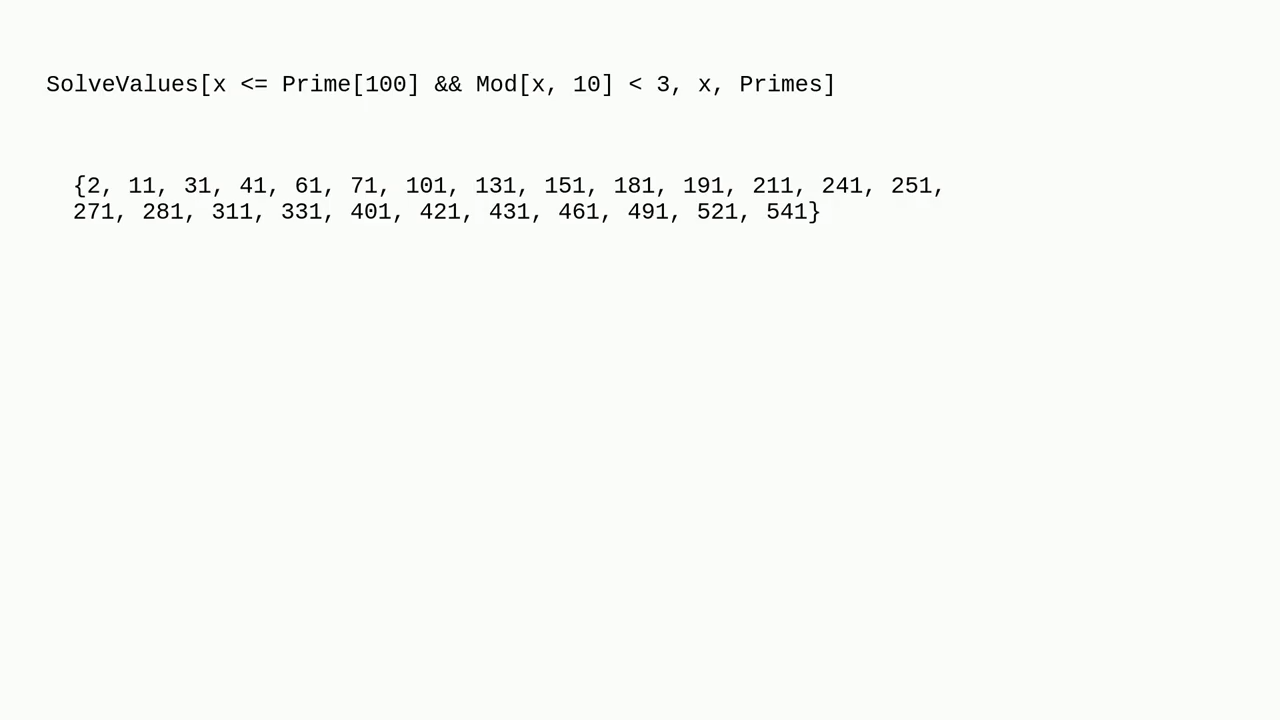 SolveValues[x <= Prime[100] && Mod[x, 10] < 3, x, Primes]
{2, 11, 31, 41, 61, 71, 101, 131, 151, 181, 191, 211, 241, 251,
271, 281, 311, 331, 401, 421, 431, 461, 491, 521, 541}